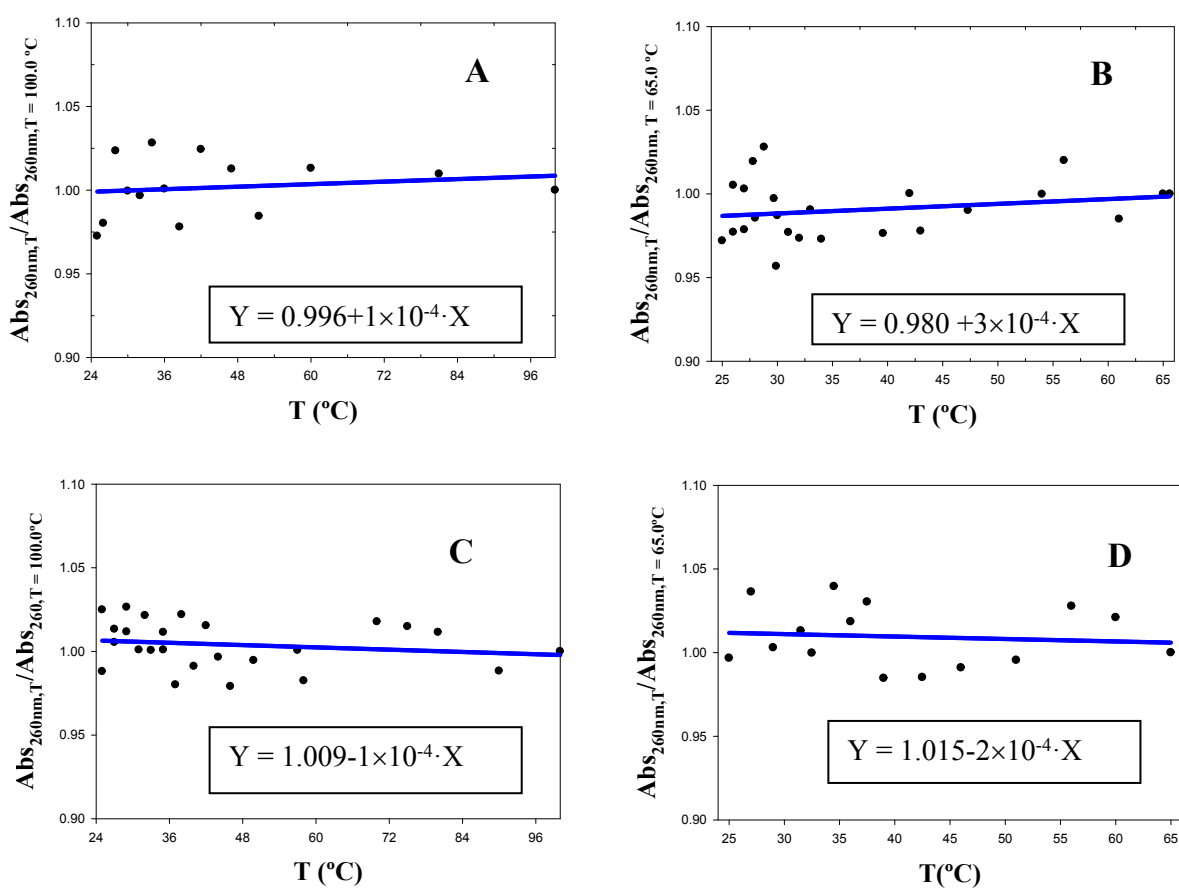 Abs260nm,T/Abs260nm,T = 100.0 ºC
1.10
1.05
1.00
0.95
0.90
A
Y = 0.996+1×10-4·X
24 36 48 60 72 84 96
T (ºC)
Abs260nm,T/Abs260nm, T = 65.0 ºC
1.10
1.05
1.00
0.95
0.90
B
Y = 0.980 +3×10-4·X
25 30 35 40 45 50 55 60 65
T (ºC)
Abs260nm,T/Abs260,T = 100.0ºC
1.10
1.05
1.00
0.95
0.90
C
Y = 1.009-1×10-4·X
24 36 48 60 72 84 96
T (ºC)
Abs260nm,T/Abs260nm,T = 65.0ºC
1.10
1.05
1.00
0.95
0.90
D
Y = 1.015-2×10-4·X
25 30 35 40 45 50 55 60 65
T(ºC)